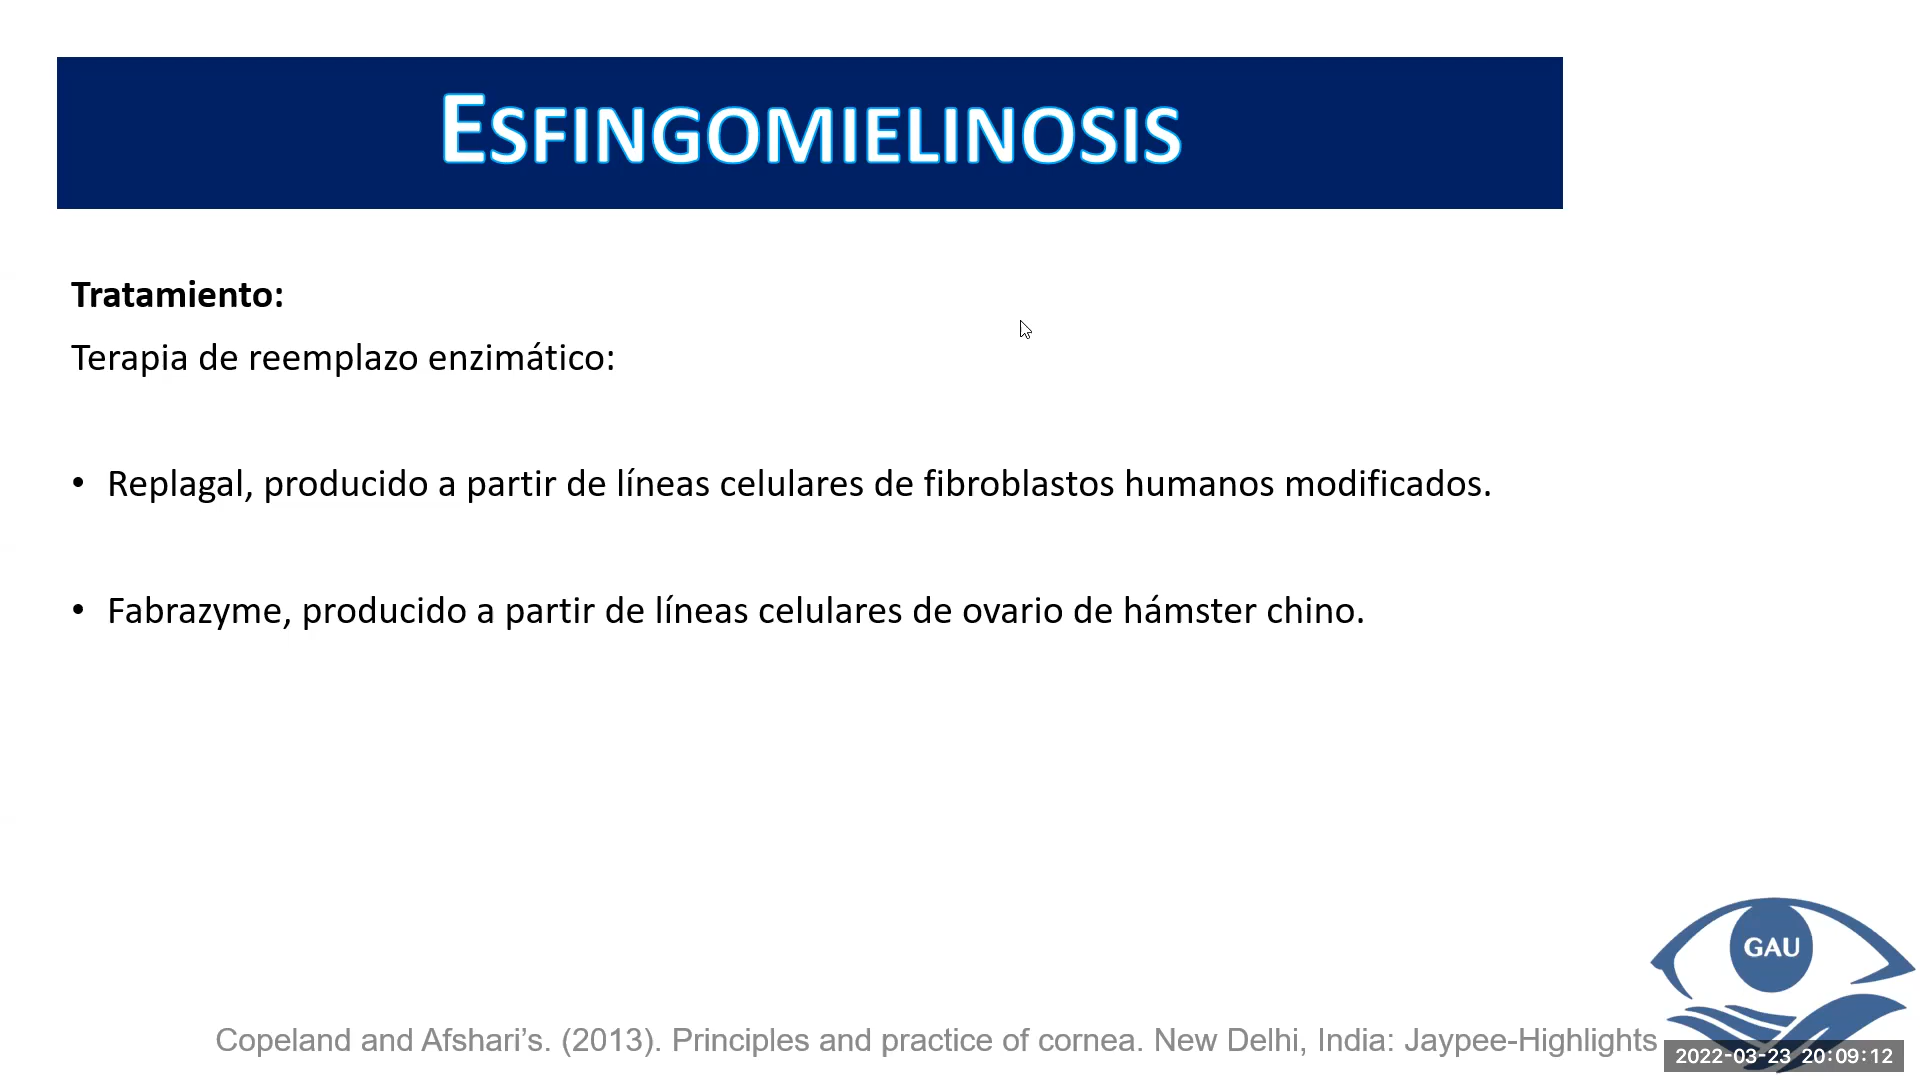 ESFINGOMIELINOSIS
Tratamiento:
Terapia de reemplazo enzimático:
• Replagal, producido a partir de líneas celulares de fibroblastos humanos modificados.
• Fabrazyme, producido a partir de líneas celulares de ovario de hámster chino.
GAU
Copeland and Afshari’s. (2013). Principles and practice of cornea. New Delhi, India: Jaypee-Highlights
2022-03-23 20:09:12